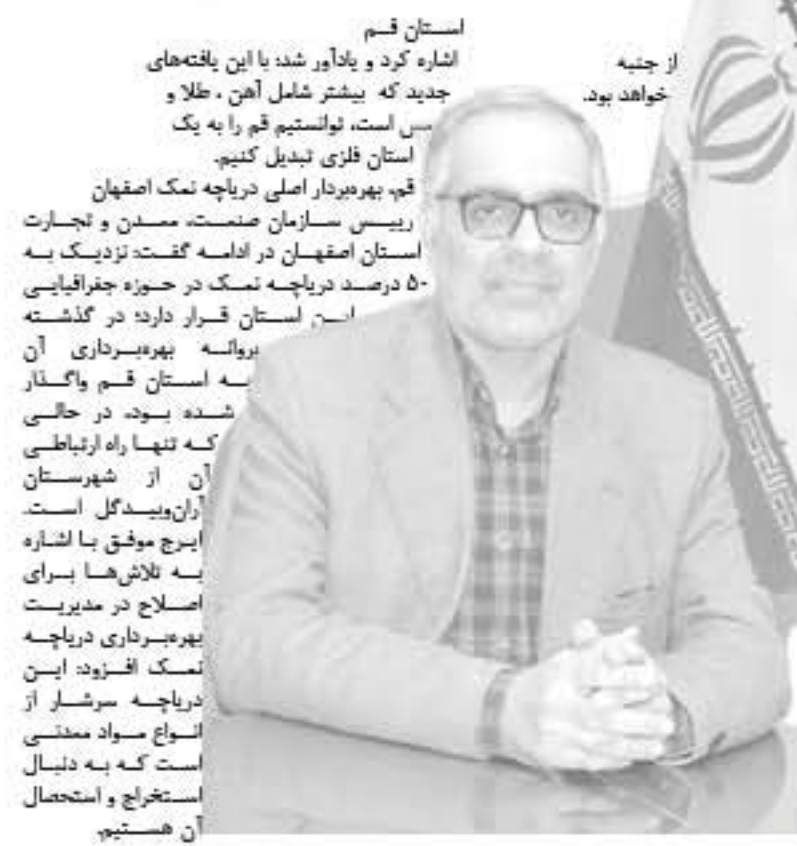 از جنبه
خواهد بود.
استان قم
اشاره کرد و یادآور شد: با این یافته‌های
جدید که بیشتر شامل آهن ، طلا و
مس است، توانستیم قم را به یک
استان فلزی تبدیل کنیم.
قم، بهره‌بردار اصلی دریاچه نمک اصفهان
رییس سازمان صنعت، معدن و تجارت
استان اصفهان در ادامه گفت: نزدیک به
۵۰ درصد دریاچه نمک در حوزه جغرافیایی
این استان قرار دارد؛ در گذشته
پروانه بهره‌برداری آن
به استان قم واگذار
شده بود، در حالی
که تنها راه ارتباطی
آن از شهرستان
آران‌وبیدگل است.
ایرج موفق با اشاره
به تلاش‌ها برای
اصلاح در مدیریت
بهره‌برداری دریاچه
نمک افزود: این
دریاچه سرشار از
انواع مواد معدنی
است که به دنبال
استخراج و استحصال
آن هستیم.